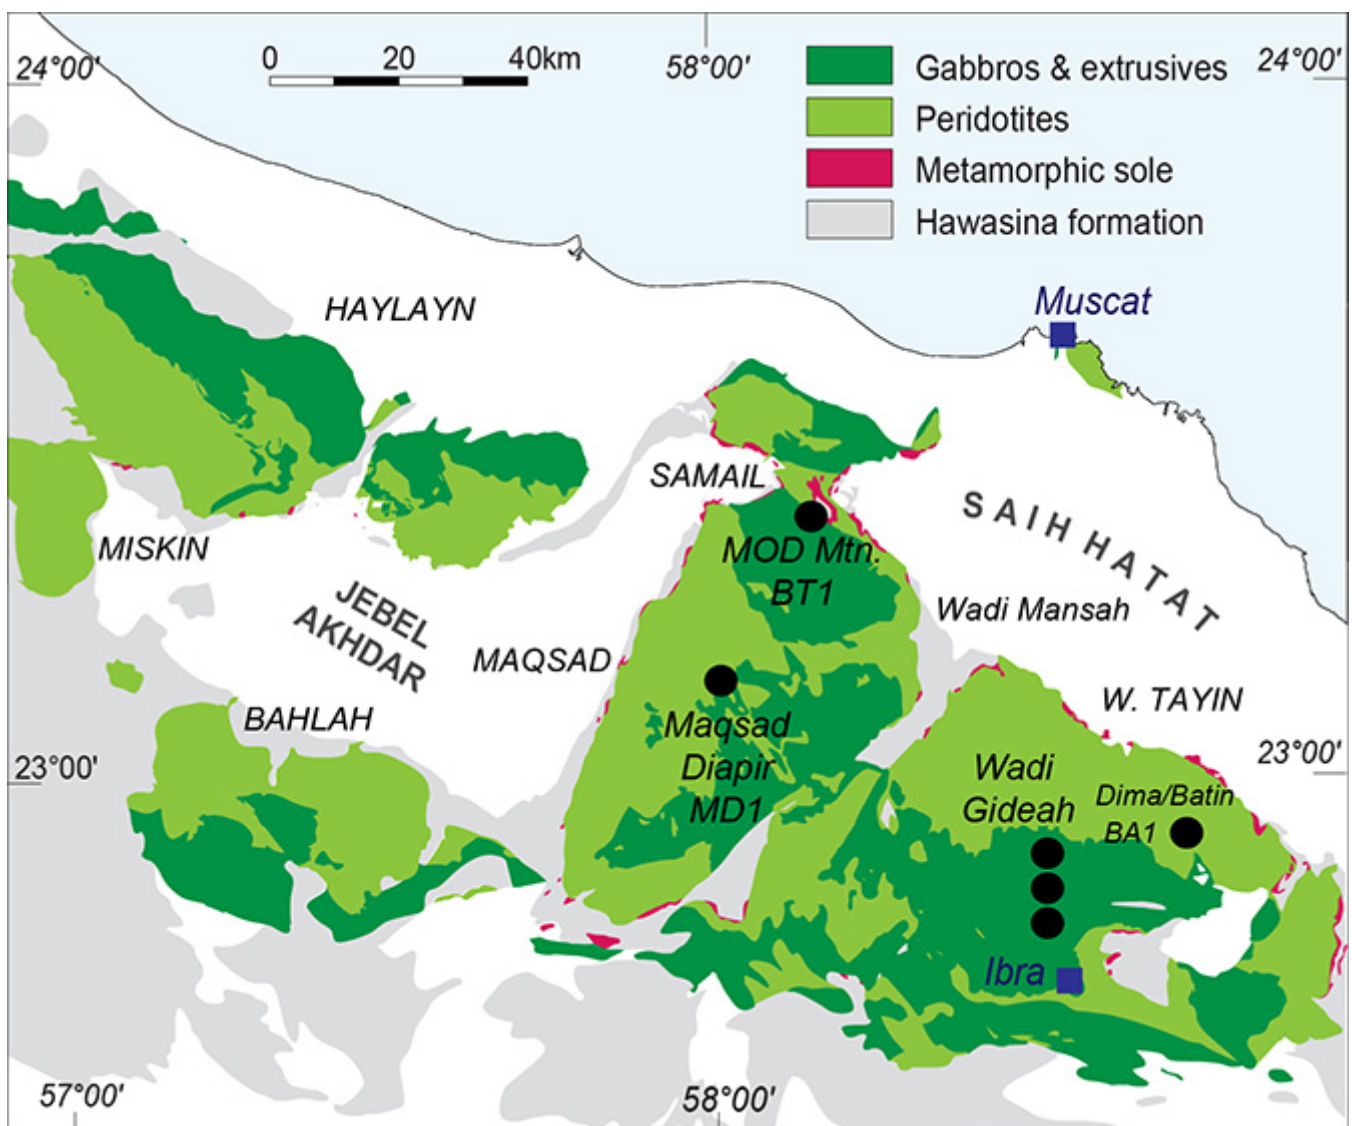 24°00'
0 20 40km
58°00'
24°00'
Gabbros & extrusives
Peridotites
Metamorphic sole
Hawasina formation
HAYLAYN
Muscat
SAMAIL
SAIH HATAT
MISKIN
MOD Mtn.
BT1
JEBEL
AKHDAR
Wadi Mansah
MAQSAD
W. TAYIN
BAHLAH
Maqsad
Diapir
MD1
23°00'
23°00'
Wadi
Gideah
Dima/Batin
BA1
Ibra
57°00'
58°00'